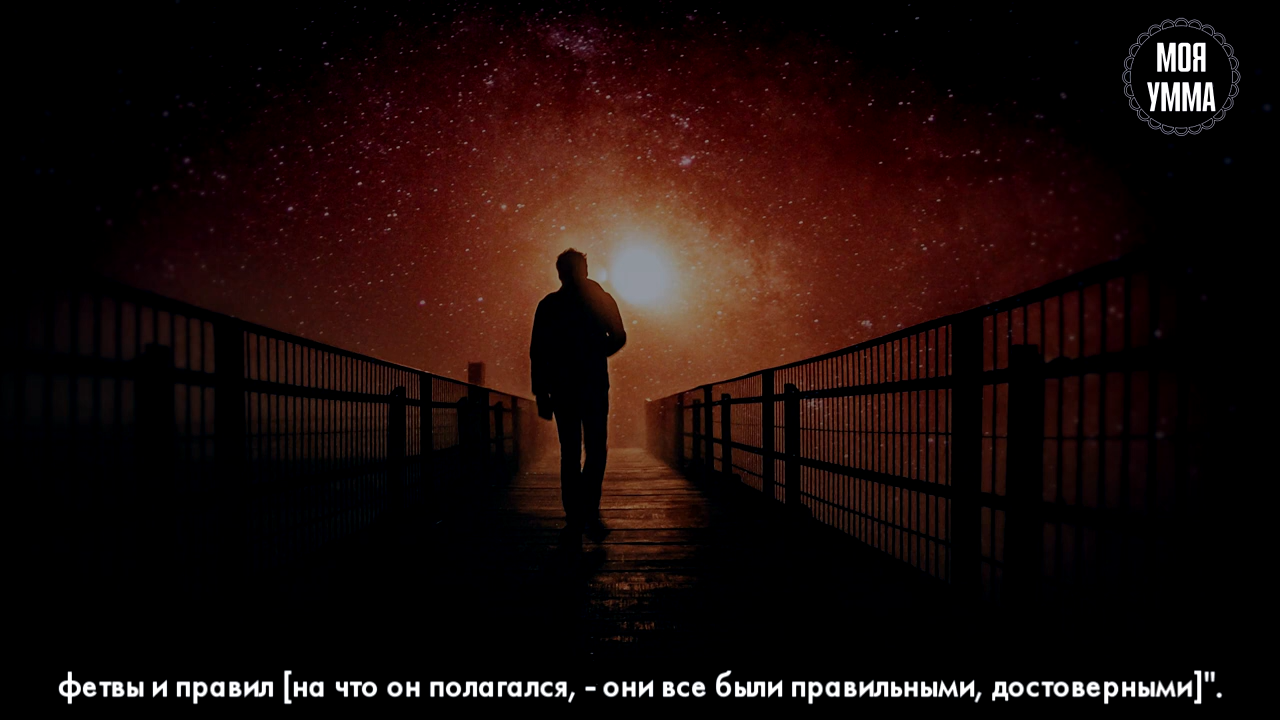 МОЯ
УММА
фетвы и правил [на что он полагался, - они все были правильными, достоверными]".